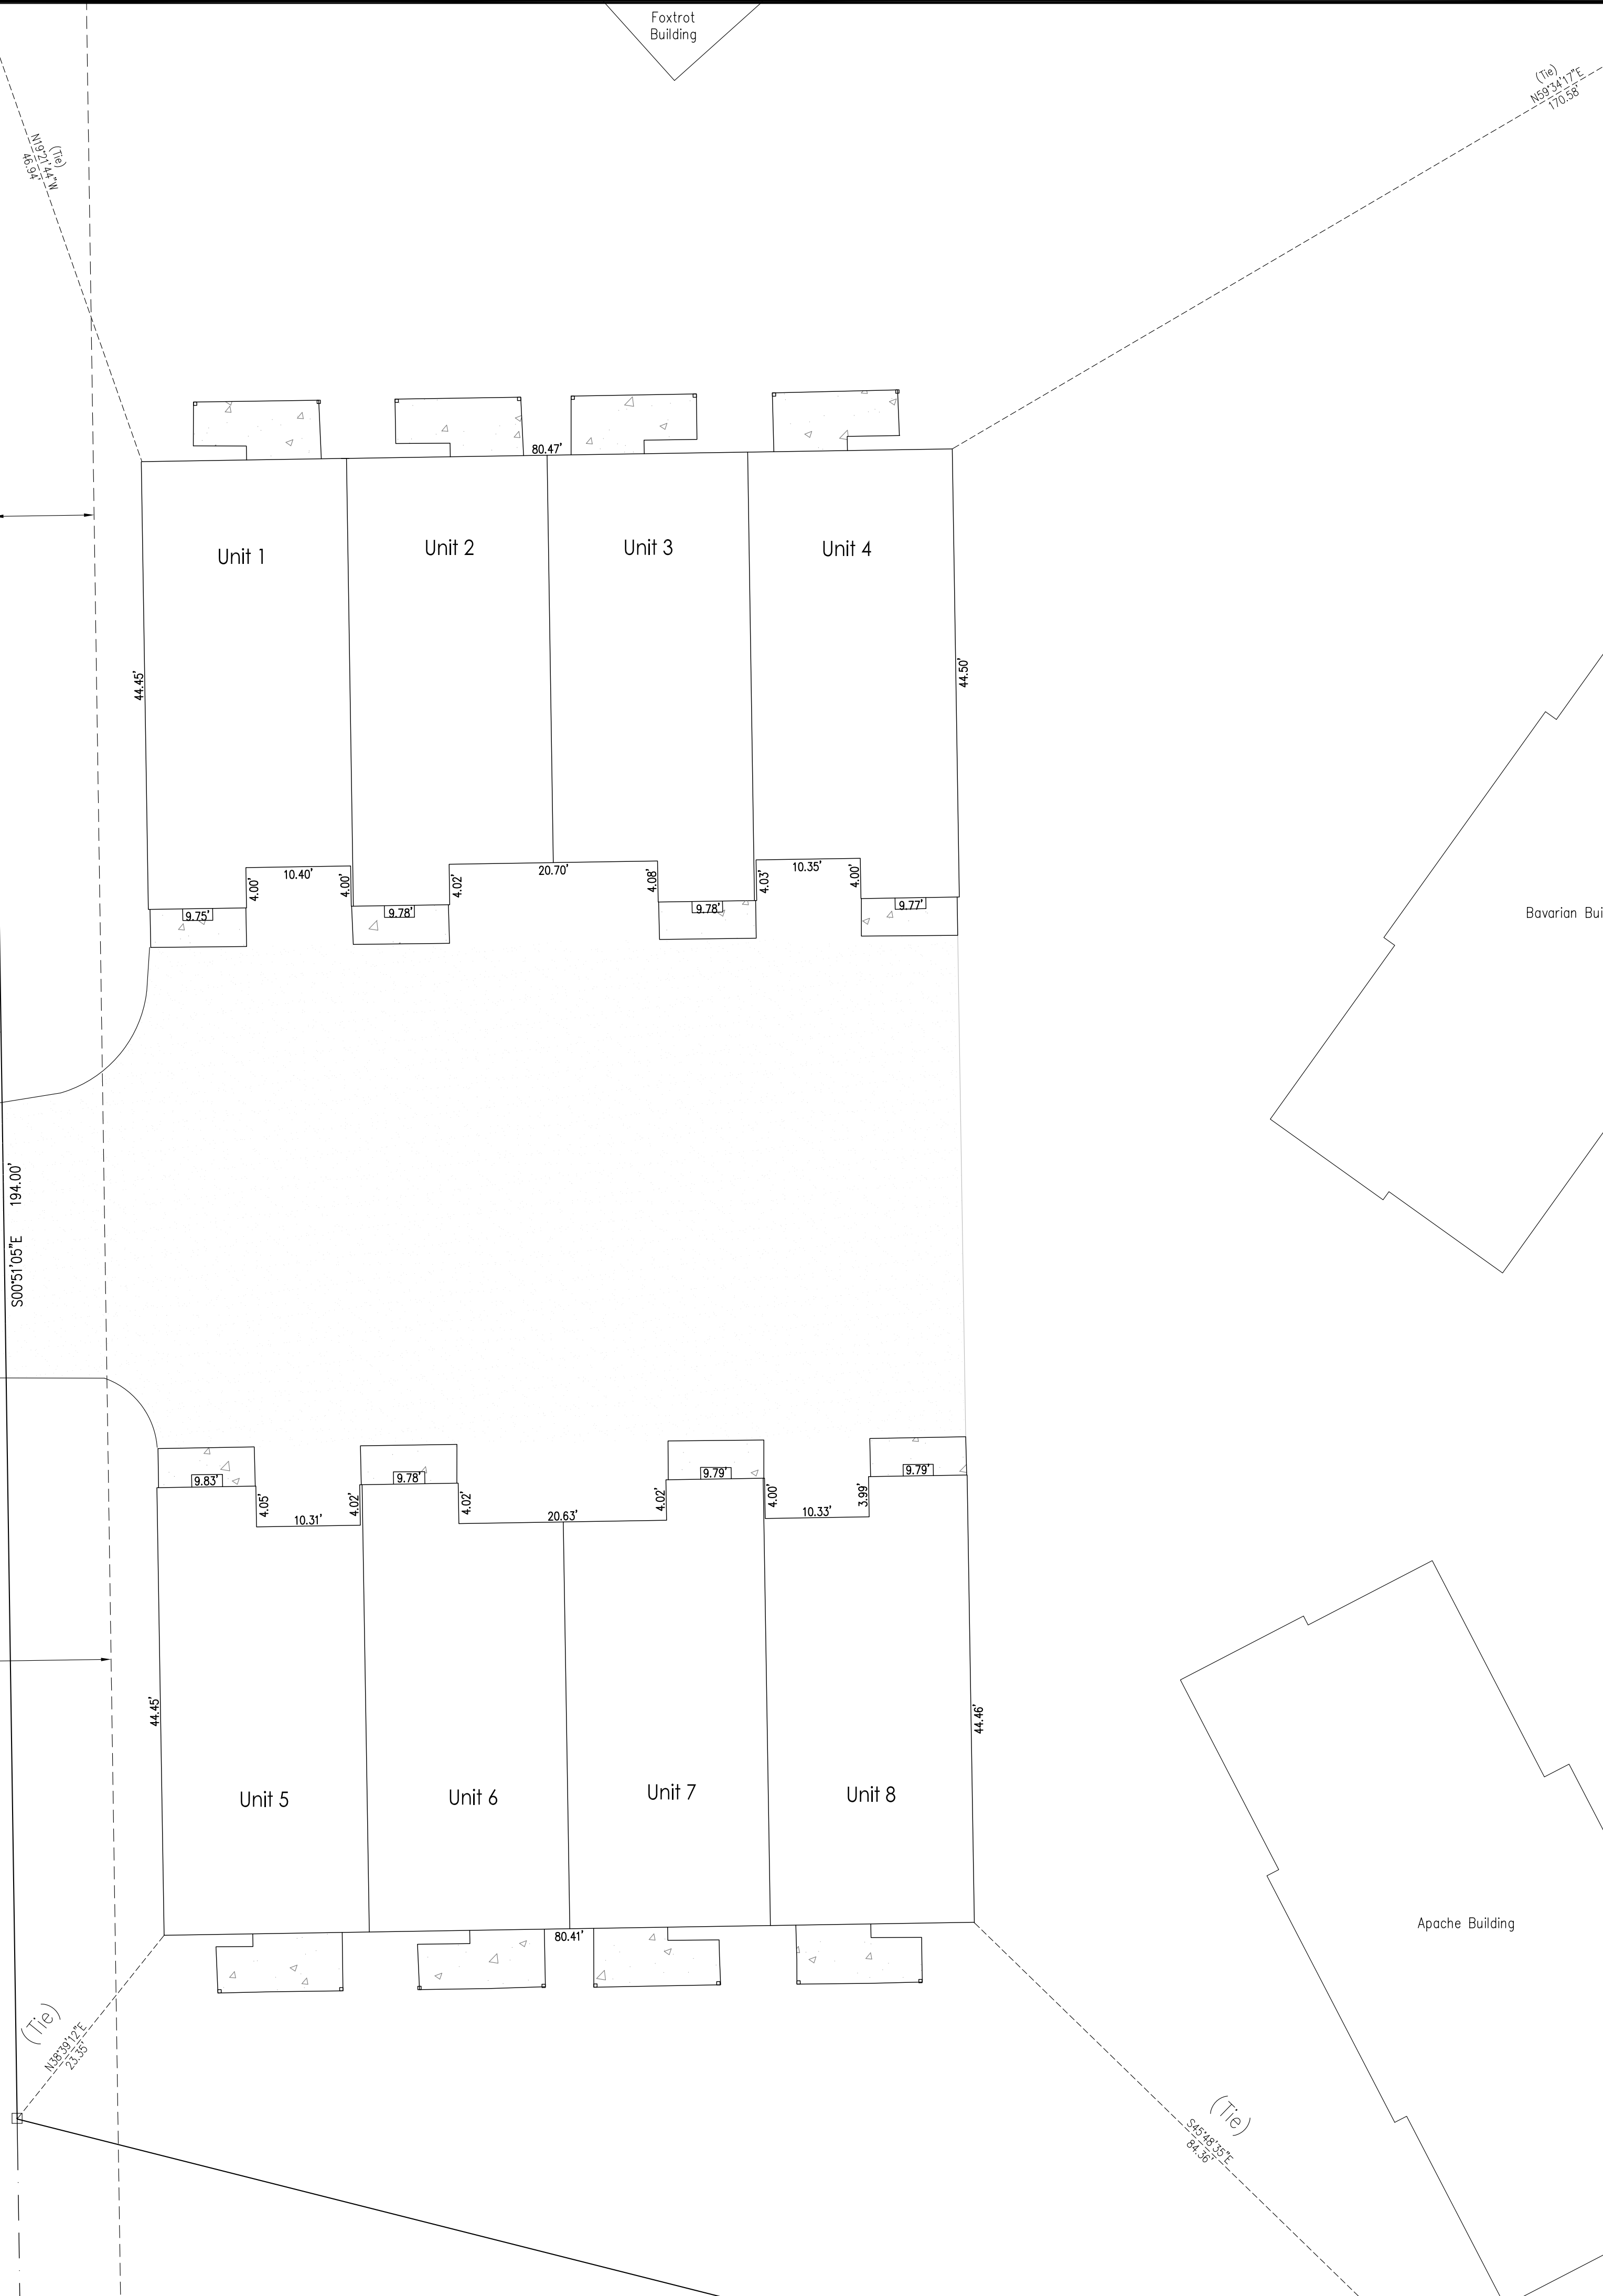 Foxtrot
Building
(Tie)
N59°34'17"E
170.58'
(Tie)
N19°21'44"W
46.94'
80.47'
Unit 1
Unit 2
Unit 3
Unit 4
44.45'
44.50'
10.40'
20.70'
10.35'
4.00'
4.00'
4.02'
4.08'
4.03'
4.00'
9.75'
9.78'
9.78'
9.77'
Bavarian Bui
S00°51'05"E 194.00'
9.83'
9.78'
9.79'
9.79'
4.05'
4.02'
4.02'
4.02'
4.00'
3.99'
10.31'
20.63'
10.33'
44.45'
44.46'
Unit 5
Unit 6
Unit 7
Unit 8
Apache Building
80.41'
(Tie)
N38°39'12"E
23.35'
(Tie)
S45°48'35"E
84.36'